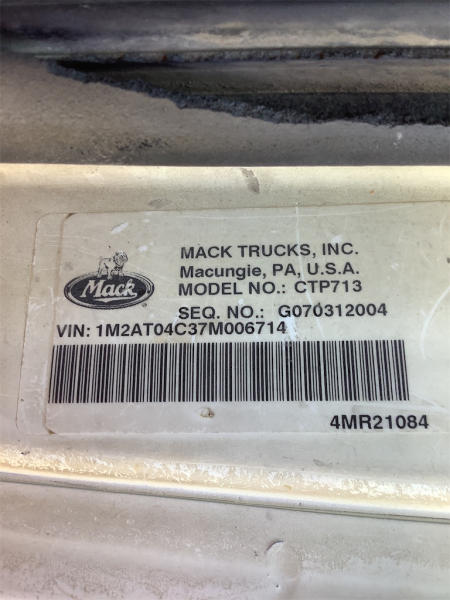 MACK TRUCKS, INC.
Macungie, PA, U.S.A.
MODEL NO.: CTP713
SEQ. NO.: G070312004
Mack
VIN: 1M2AT04C37M006714
4MR21084